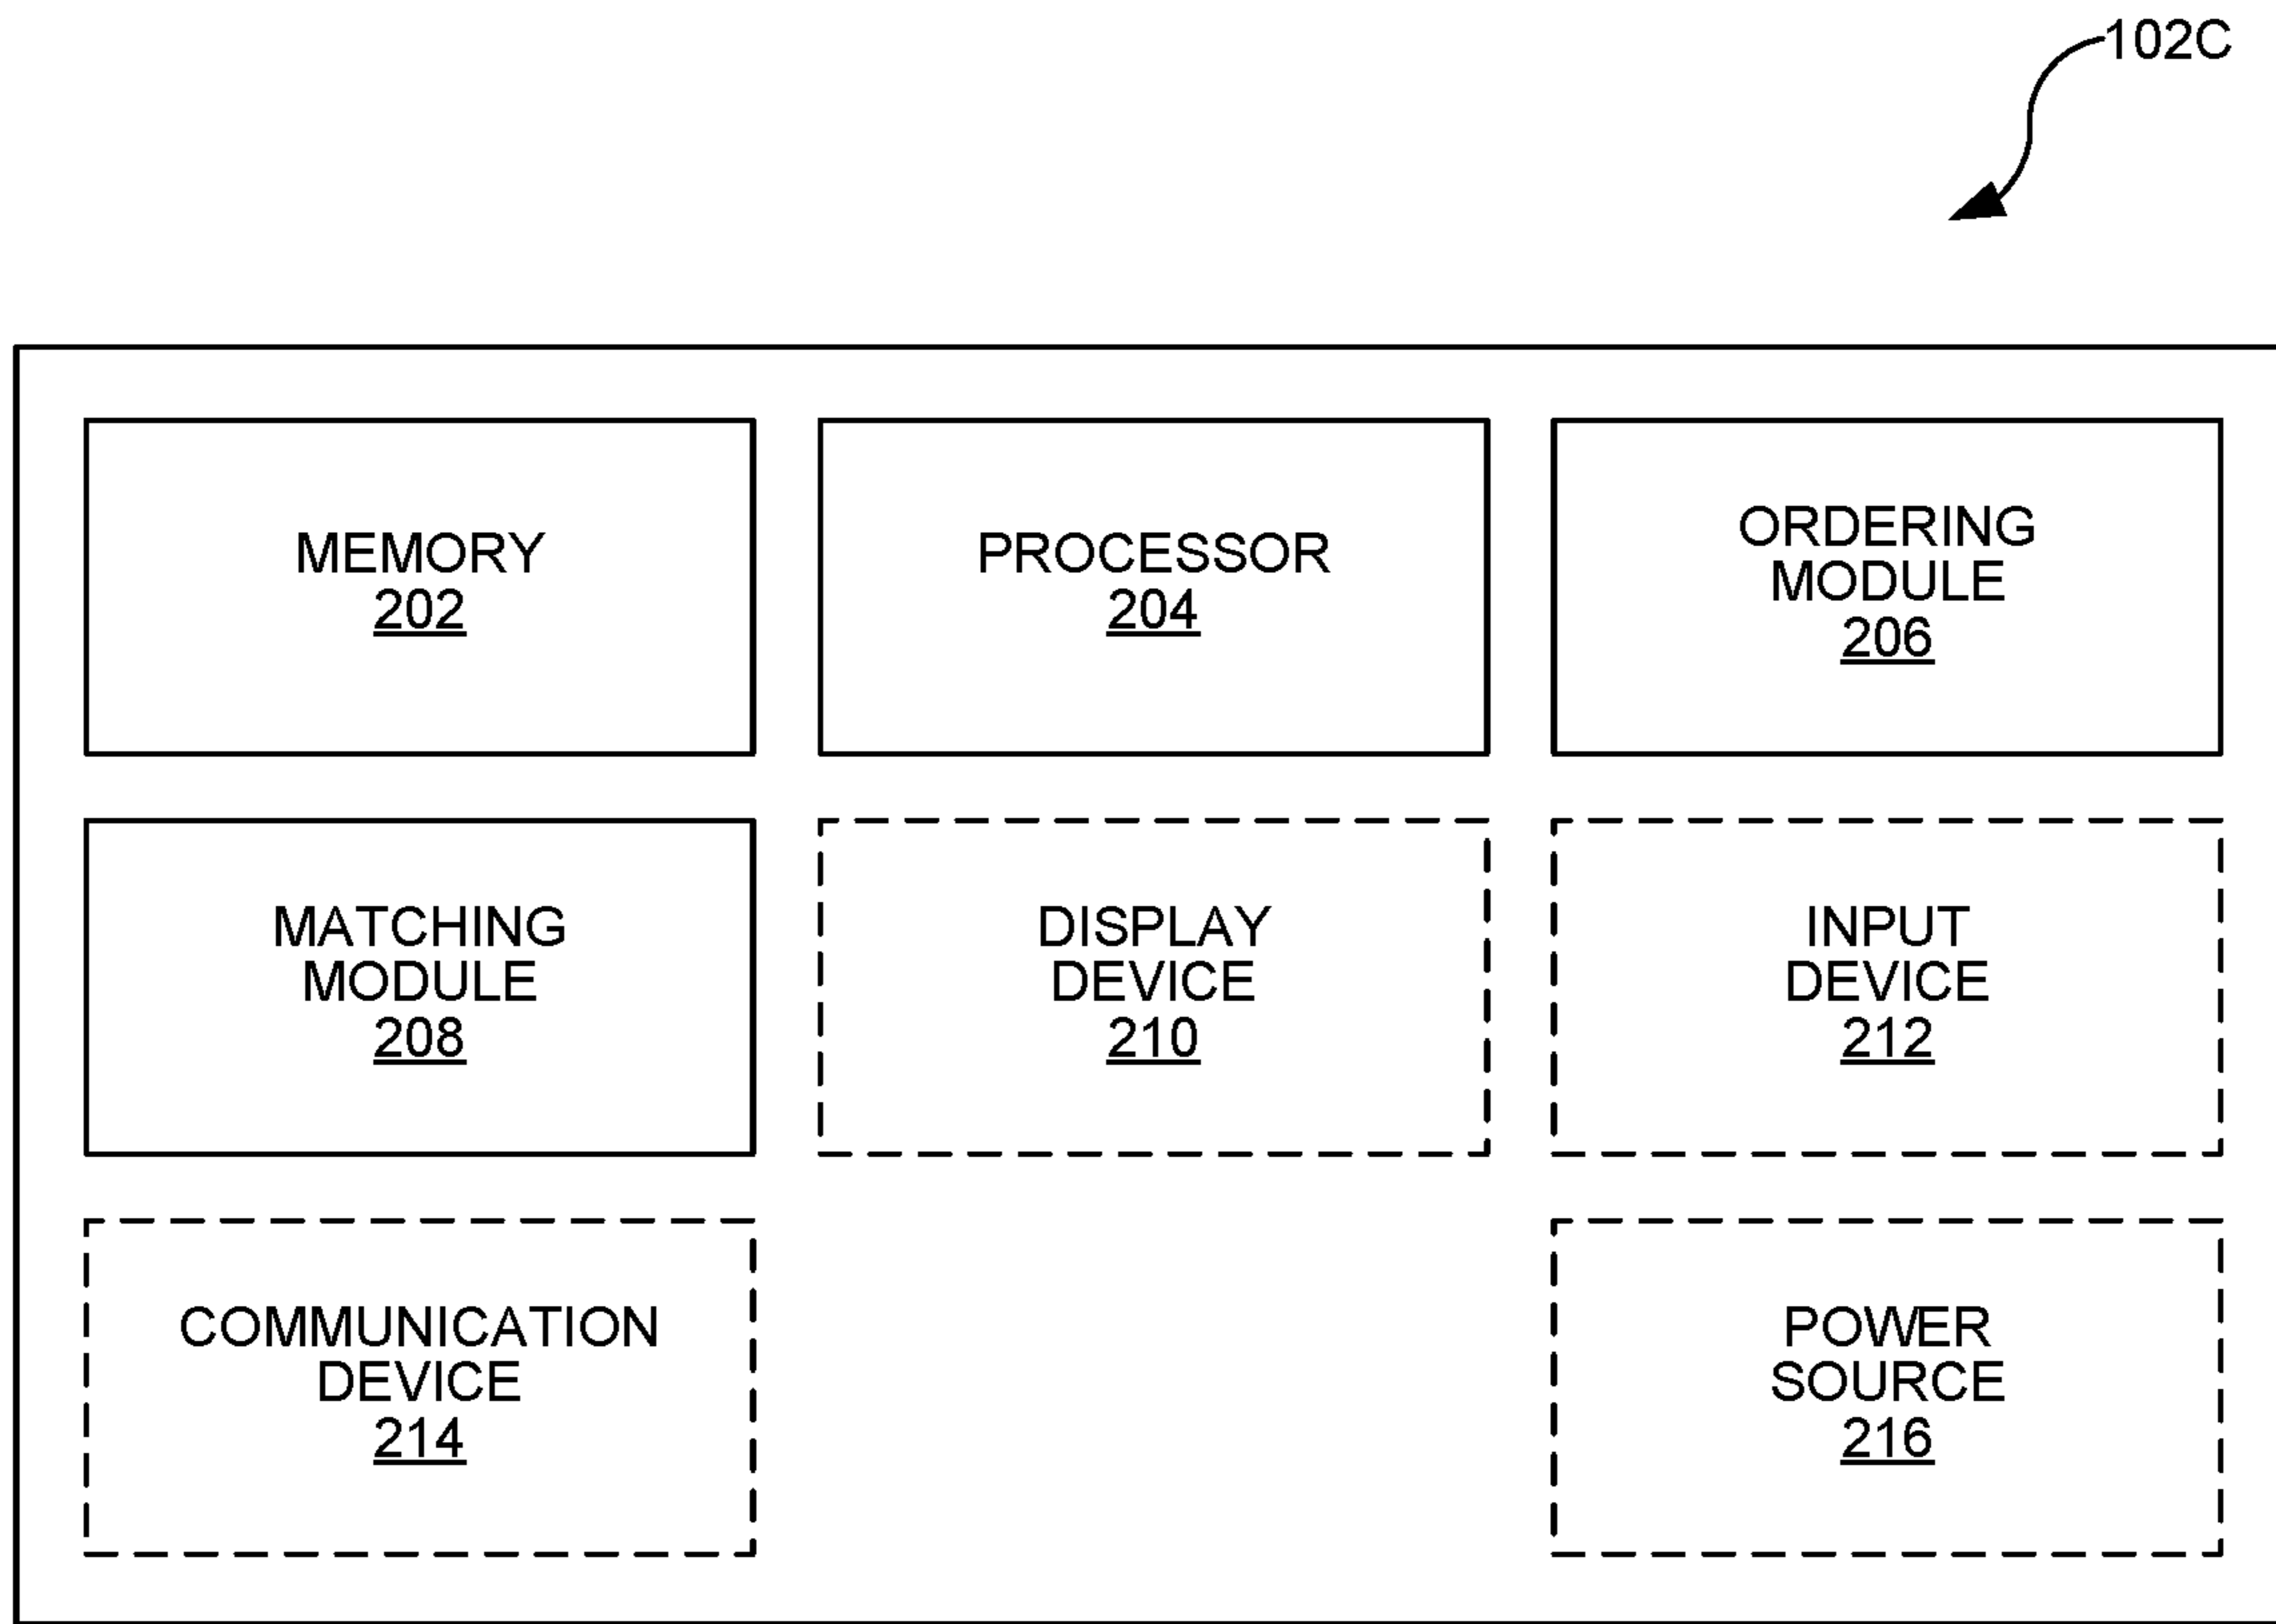 102C
MEMORY
202
PROCESSOR
204
ORDERING
MODULE
206
MATCHING
MODULE
208
DISPLAY
DEVICE
210
INPUT
DEVICE
212
COMMUNICATION
DEVICE
214
POWER
SOURCE
216